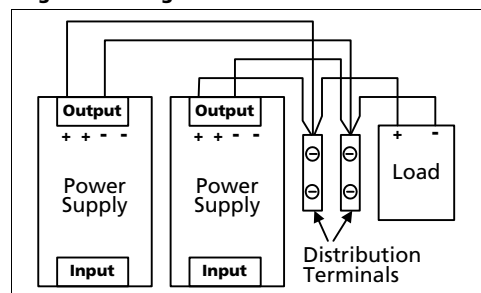 Output
+ + - -
Power
Supply
Input
Output
+ + - -
Power
Supply
Input
+ -
Load
Distribution
Terminals